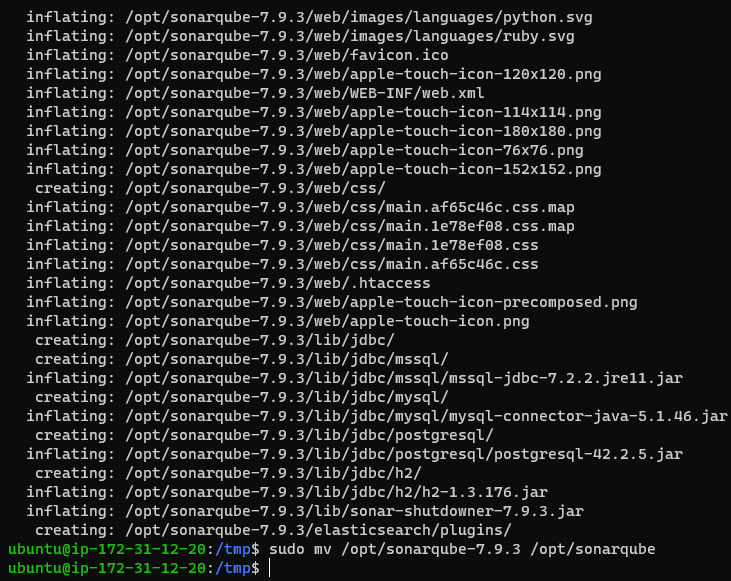 inflating: /opt/sonarqube-7.9.3/web/images/languages/python.svg
inflating: /opt/sonarqube-7.9.3/web/images/languages/ruby.svg
inflating: /opt/sonarqube-7.9.3/web/favicon.ico
inflating: /opt/sonarqube-7.9.3/web/apple-touch-icon-120x120.png
inflating: /opt/sonarqube-7.9.3/web/WEB-INF/web.xml
inflating: /opt/sonarqube-7.9.3/web/apple-touch-icon-114x114.png
inflating: /opt/sonarqube-7.9.3/web/apple-touch-icon-180x180.png
inflating: /opt/sonarqube-7.9.3/web/apple-touch-icon-76x76.png
inflating: /opt/sonarqube-7.9.3/web/apple-touch-icon-152x152.png
creating: /opt/sonarqube-7.9.3/web/css/
inflating: /opt/sonarqube-7.9.3/web/css/main.af65c46c.css.map
inflating: /opt/sonarqube-7.9.3/web/css/main.1e78ef08.css.map
inflating: /opt/sonarqube-7.9.3/web/css/main.1e78ef08.css
inflating: /opt/sonarqube-7.9.3/web/css/main.af65c46c.css
inflating: /opt/sonarqube-7.9.3/web/.htaccess
inflating: /opt/sonarqube-7.9.3/web/apple-touch-icon-precomposed.png
inflating: /opt/sonarqube-7.9.3/web/apple-touch-icon.png
creating: /opt/sonarqube-7.9.3/lib/jdbc/
creating: /opt/sonarqube-7.9.3/lib/jdbc/mssql/
inflating: /opt/sonarqube-7.9.3/lib/jdbc/mssql/mssql-jdbc-7.2.2.jre11.jar
creating: /opt/sonarqube-7.9.3/lib/jdbc/mysql/
inflating: /opt/sonarqube-7.9.3/lib/jdbc/mysql/mysql-connector-java-5.1.46.jar
creating: /opt/sonarqube-7.9.3/lib/jdbc/postgresql/
inflating: /opt/sonarqube-7.9.3/lib/jdbc/postgresql/postgresql-42.2.5.jar
creating: /opt/sonarqube-7.9.3/lib/jdbc/h2/
inflating: /opt/sonarqube-7.9.3/lib/jdbc/h2/h2-1.3.176.jar
inflating: /opt/sonarqube-7.9.3/lib/sonar-shutdowner-7.9.3.jar
creating: /opt/sonarqube-7.9.3/elasticsearch/plugins/
ubuntu@ip-172-31-12-20:/tmp$ sudo mv /opt/sonarqube-7.9.3 /opt/sonarqube
ubuntu@ip-172-31-12-20:/tmp$